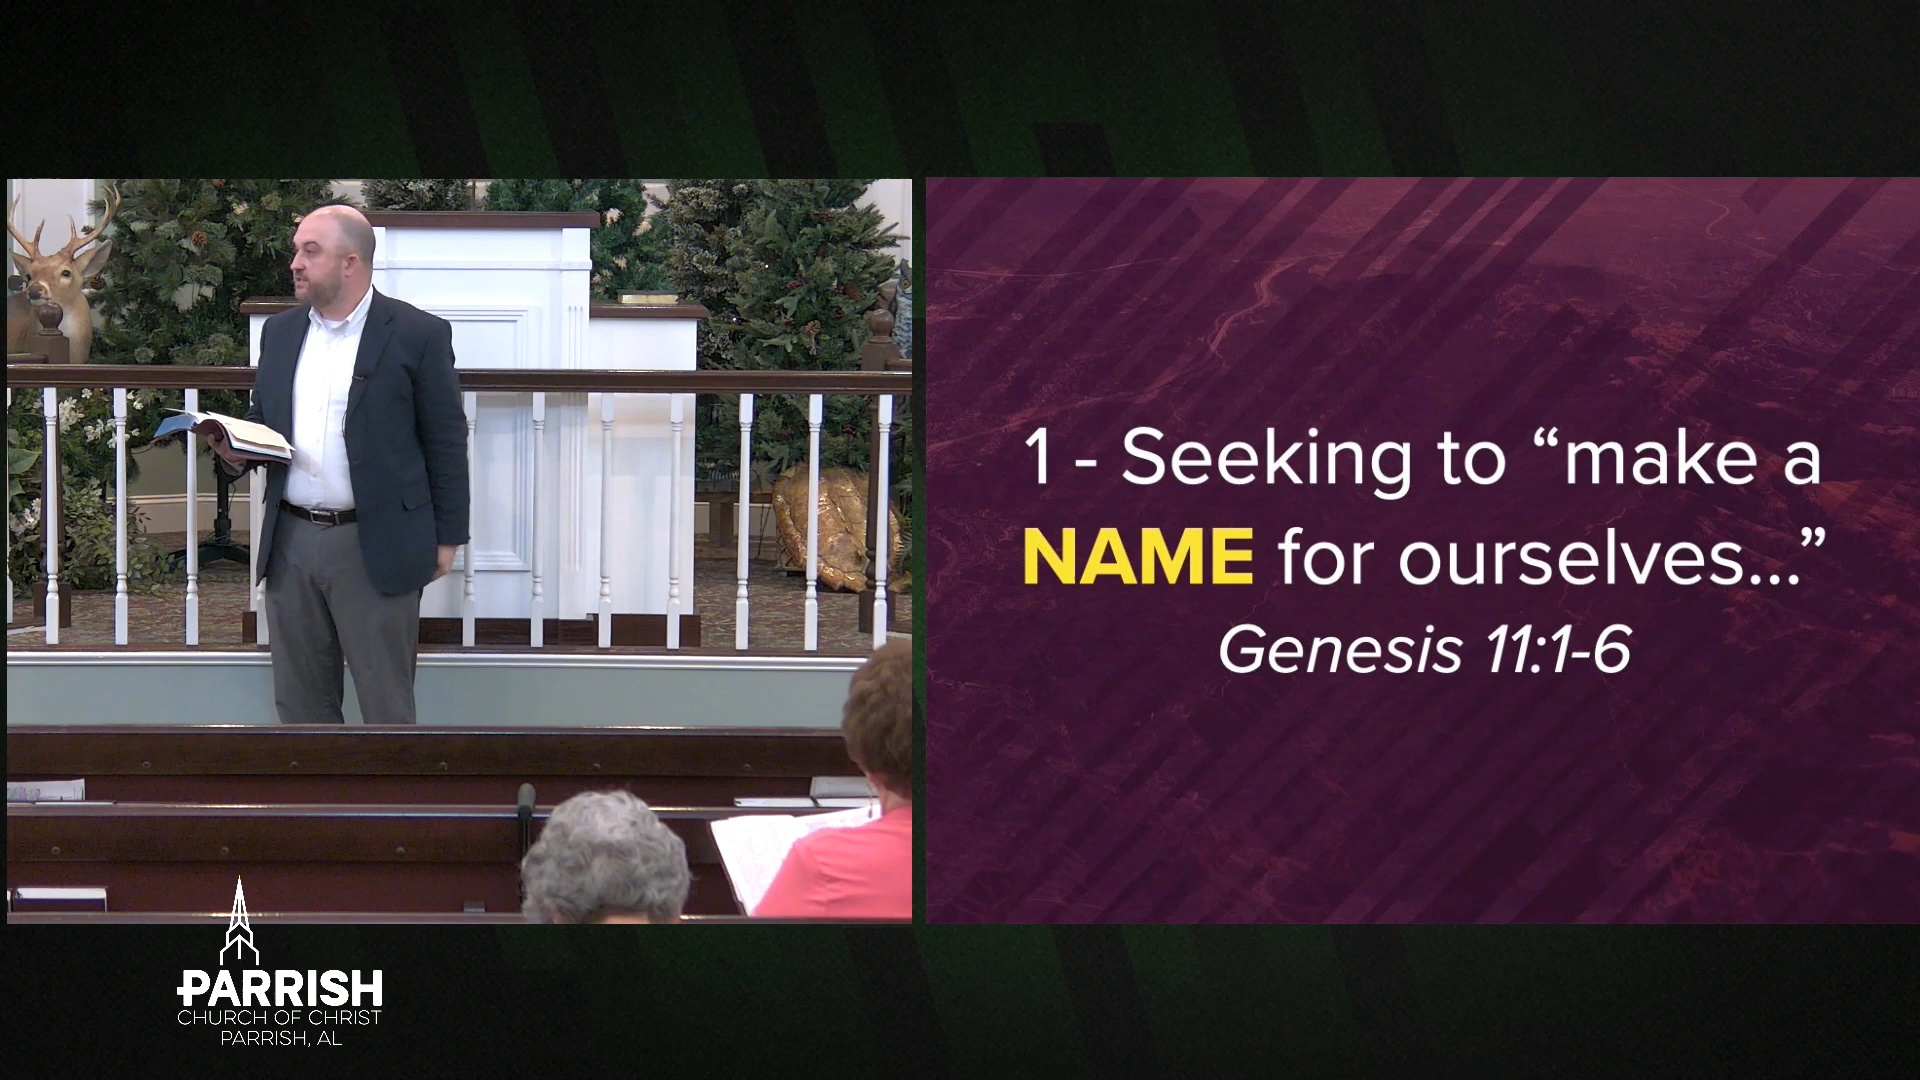 1 - Seeking to “make a
NAME for ourselves...”
Genesis 11:1-6
PARRISH
CHURCH OF CHRIST
PARRISH, AL